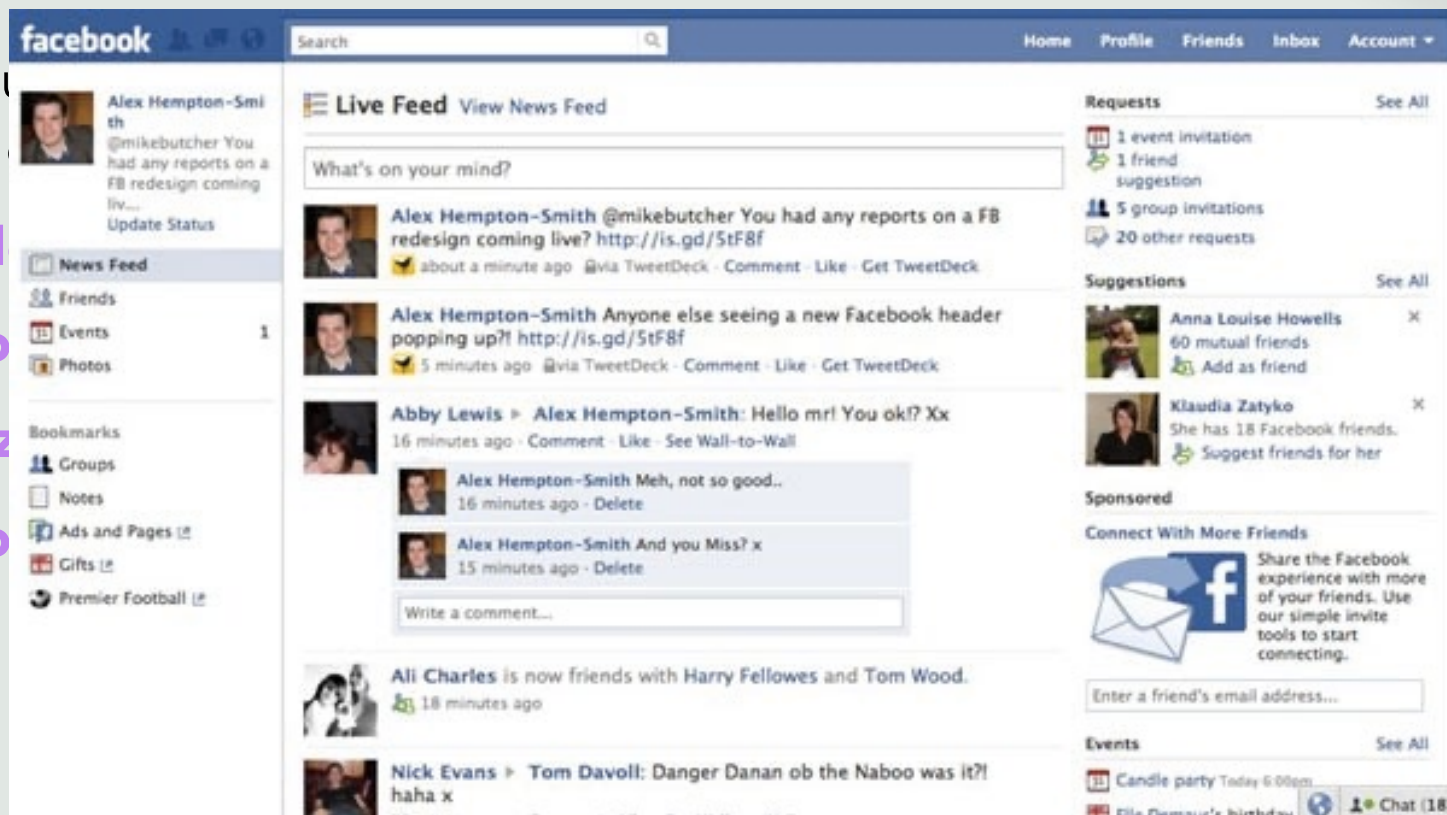 facebook
Search
Home Profile Friends Inbox Account
Alex Hempton-Smi
th
@mikebutcher You
had any reports on a
FB redesign coming
liv...
Update Status
News Feed
Friends
Events 1
Photos
Bookmarks
Groups
Notes
Ads and Pages
Gifts
Premier Football
Live Feed View News Feed
What's on your mind?
Alex Hempton-Smith @mikebutcher You had any reports on a FB
redesign coming live? http://is.gd/5tF8f
about a minute ago via TweetDeck · Comment · Like · Get TweetDeck
Alex Hempton-Smith Anyone else seeing a new Facebook header
popping up?! http://is.gd/5tF8f
5 minutes ago via TweetDeck · Comment · Like · Get TweetDeck
Abby Lewis ▸ Alex Hempton-Smith: Hello mr! You ok!? Xx
16 minutes ago · Comment · Like · See Wall-to-Wall
Alex Hempton-Smith Meh, not so good..
16 minutes ago · Delete
Alex Hempton-Smith And you Miss? x
15 minutes ago · Delete
Write a comment...
Ali Charles is now friends with Harry Fellowes and Tom Wood.
18 minutes ago
Nick Evans ▸ Tom Davoll: Danger Danan ob the Naboo was it?!
haha x
Requests See All
1 event invitation
1 friend
suggestion
5 group invitations
20 other requests
Suggestions See All
Anna Louise Howells
60 mutual friends
Add as friend
Klaudia Zatyko
She has 18 Facebook friends.
Suggest friends for her
Sponsored
Connect With More Friends
Share the Facebook
experience with more
of your friends. Use
our simple invite
tools to start
connecting.
Enter a friend's email address...
Events See All
Candle party Today 6:00pm
Chat (18